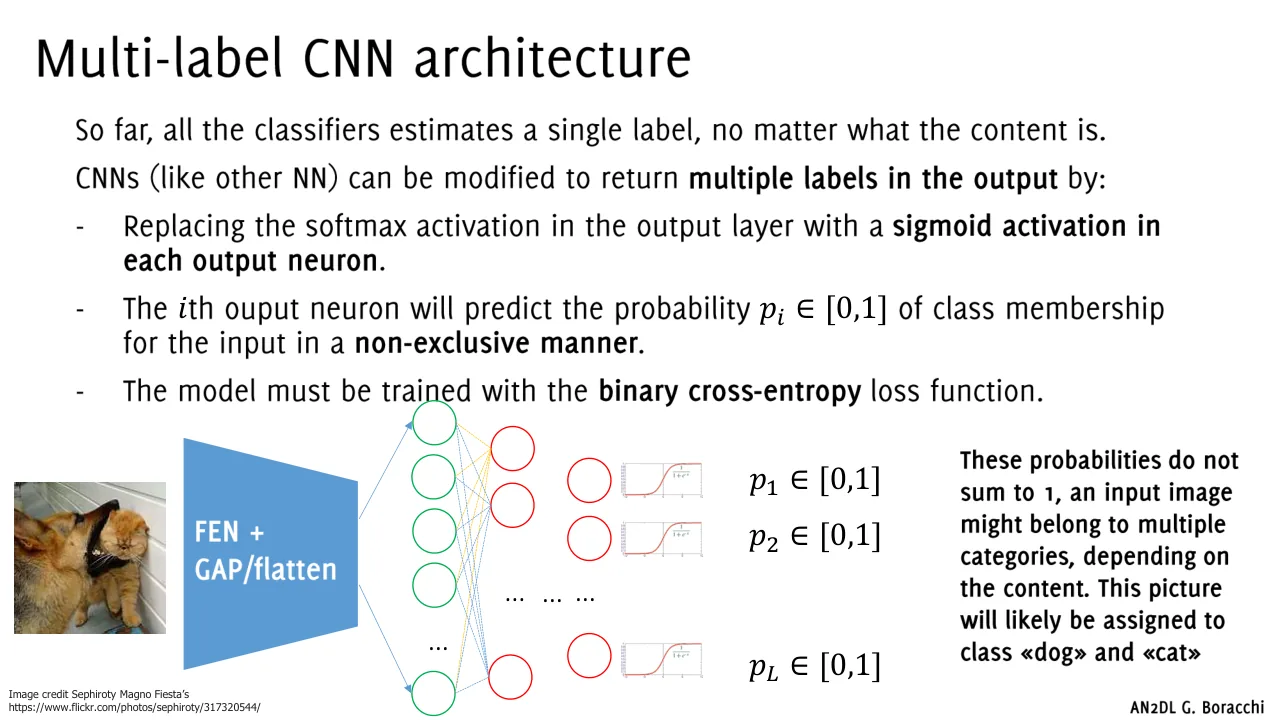 Multi-label CNN architecture
So far, all the classifiers estimates a single label, no matter what the content is.
CNNs (like other NN) can be modified to return multiple labels in the output by:
- Replacing the softmax activation in the output layer with a sigmoid activation in
each output neuron.
- The 𝑖th ouput neuron will predict the probability 𝑝ᵢ ∈ [0,1] of class membership
for the input in a non-exclusive manner.
- The model must be trained with the binary cross-entropy loss function.
FEN +
GAP/flatten
...
... ... ...
𝑝₁ ∈ [0,1]
𝑝₂ ∈ [0,1]
𝑝_L ∈ [0,1]
These probabilities do not
sum to 1, an input image
might belong to multiple
categories, depending on
the content. This picture
will likely be assigned to
class «dog» and «cat»
Image credit Sephiroty Magno Fiesta's
https://www.flickr.com/photos/sephiroty/317320544/
AN2DL G. Boracchi